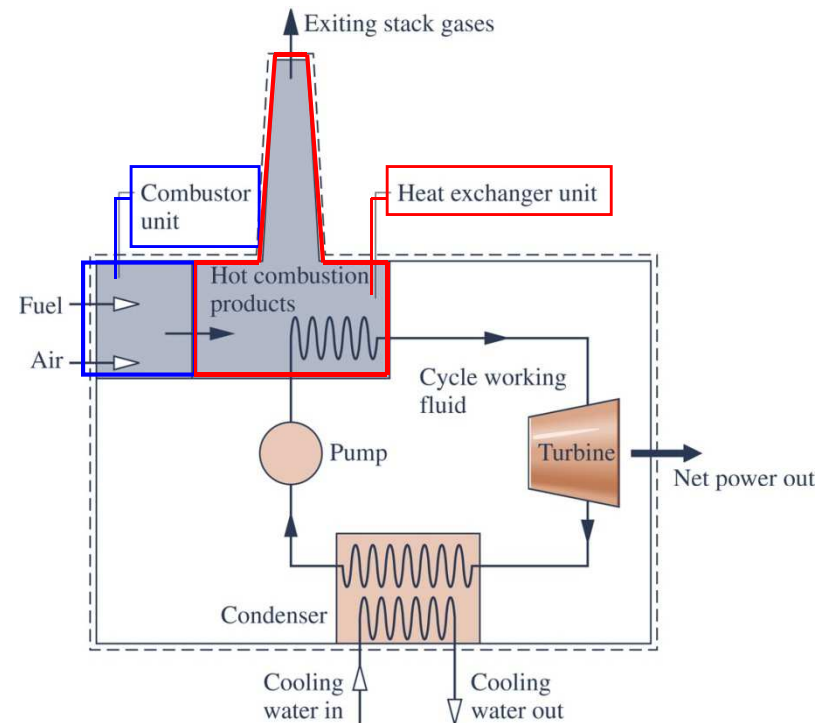 Exiting stack gases
Combustor
unit
Heat exchanger unit
Hot combustion
products
Fuel
Air
Cycle working
fluid
Pump
Turbine
Net power out
Condenser
Cooling
water in
Cooling
water out